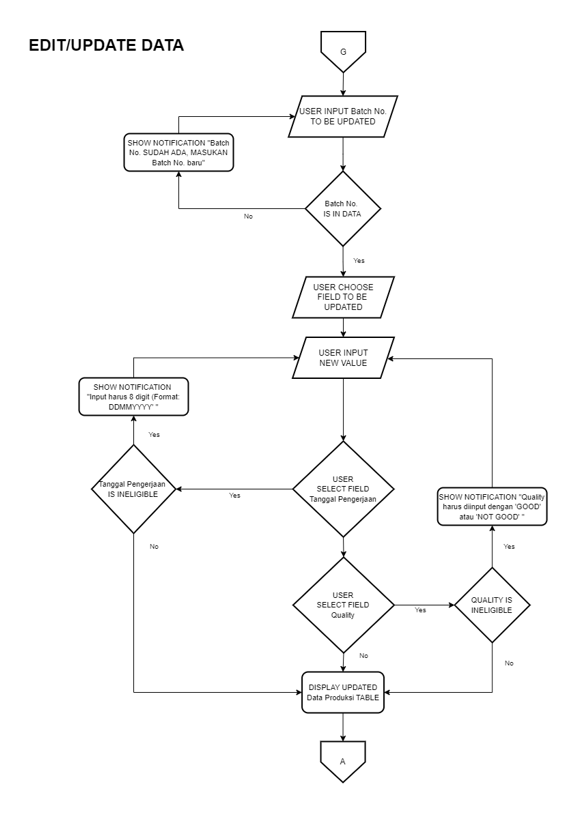 EDIT/UPDATE DATA
G
USER INPUT Batch No.
TO BE UPDATED
SHOW NOTIFICATION "Batch
No. SUDAH ADA, MASUKAN
Batch No. baru"
Batch No.
IS IN DATA
No
Yes
USER CHOOSE
FIELD TO BE
UPDATED
USER INPUT
NEW VALUE
SHOW NOTIFICATION
"Input harus 8 digit (Format:
DDMMYYYY' "
Yes
Tanggal Pengerjaan
IS INELIGIBLE
Yes
USER
SELECT FIELD
Tanggal Pengerjaan
SHOW NOTIFICATION "Quality
harus diinput dengan 'GOOD'
atau 'NOT GOOD' "
No
Yes
USER
SELECT FIELD
Quality
Yes
QUALITY IS
INELIGIBLE
No
No
DISPLAY UPDATED
Data Produksi TABLE
A